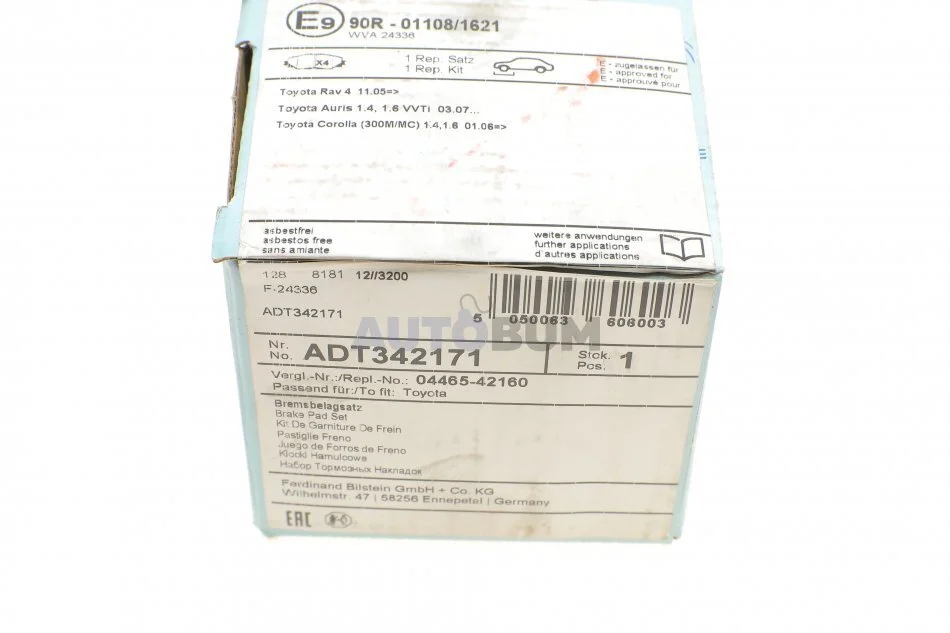 E9 90R - 01108/1621
WVA 24336
X4
1 Rep. Satz
1 Rep. Kit
E - zugelassen für
E - approved for
E - approuvé pour
Toyota Rav 4 11.05=>
Toyota Auris 1.4, 1.6 VVTi 03.07...
Toyota Corolla (300M/MC) 1.4,1.6 01.06=>
asbestfrei
asbestos free
sans amiante
weitere anwendungen
further applications
d'autres applications
128 8181 12//3200
F-24336
ADT342171
5 050063 606003
AUTOBUM
Nr.
No. ADT342171
Stck.
Pcs. 1
Vergl.-Nr.:/Repl.-No.: 04465-42160
Passend für:/To fit: Toyota
Bremsbelagsatz
Brake Pad Set
Kit De Garniture De Frein
Pastiglie Freno
Juego de Forros de Freno
Klocki Hamulcowe
Набор Тормозных Накладок
Ferdinand Bilstein GmbH + Co. KG
Wilhelmstr. 47 | 58256 Ennepetal | Germany
EAC